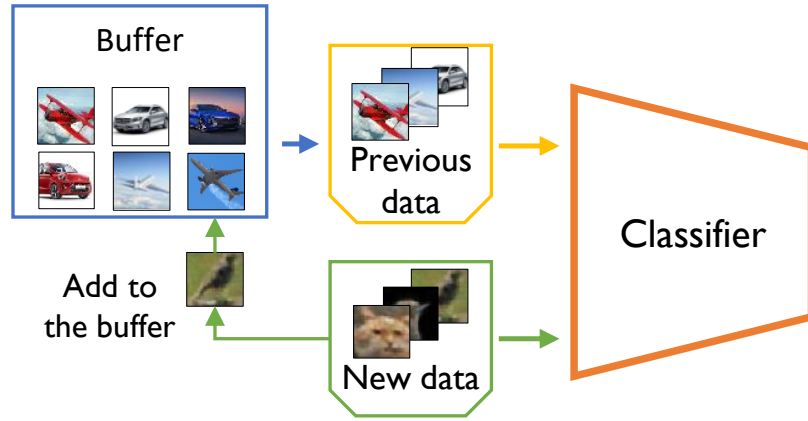 Buffer
Previous
data
Classifier
Add to
the buffer
New data